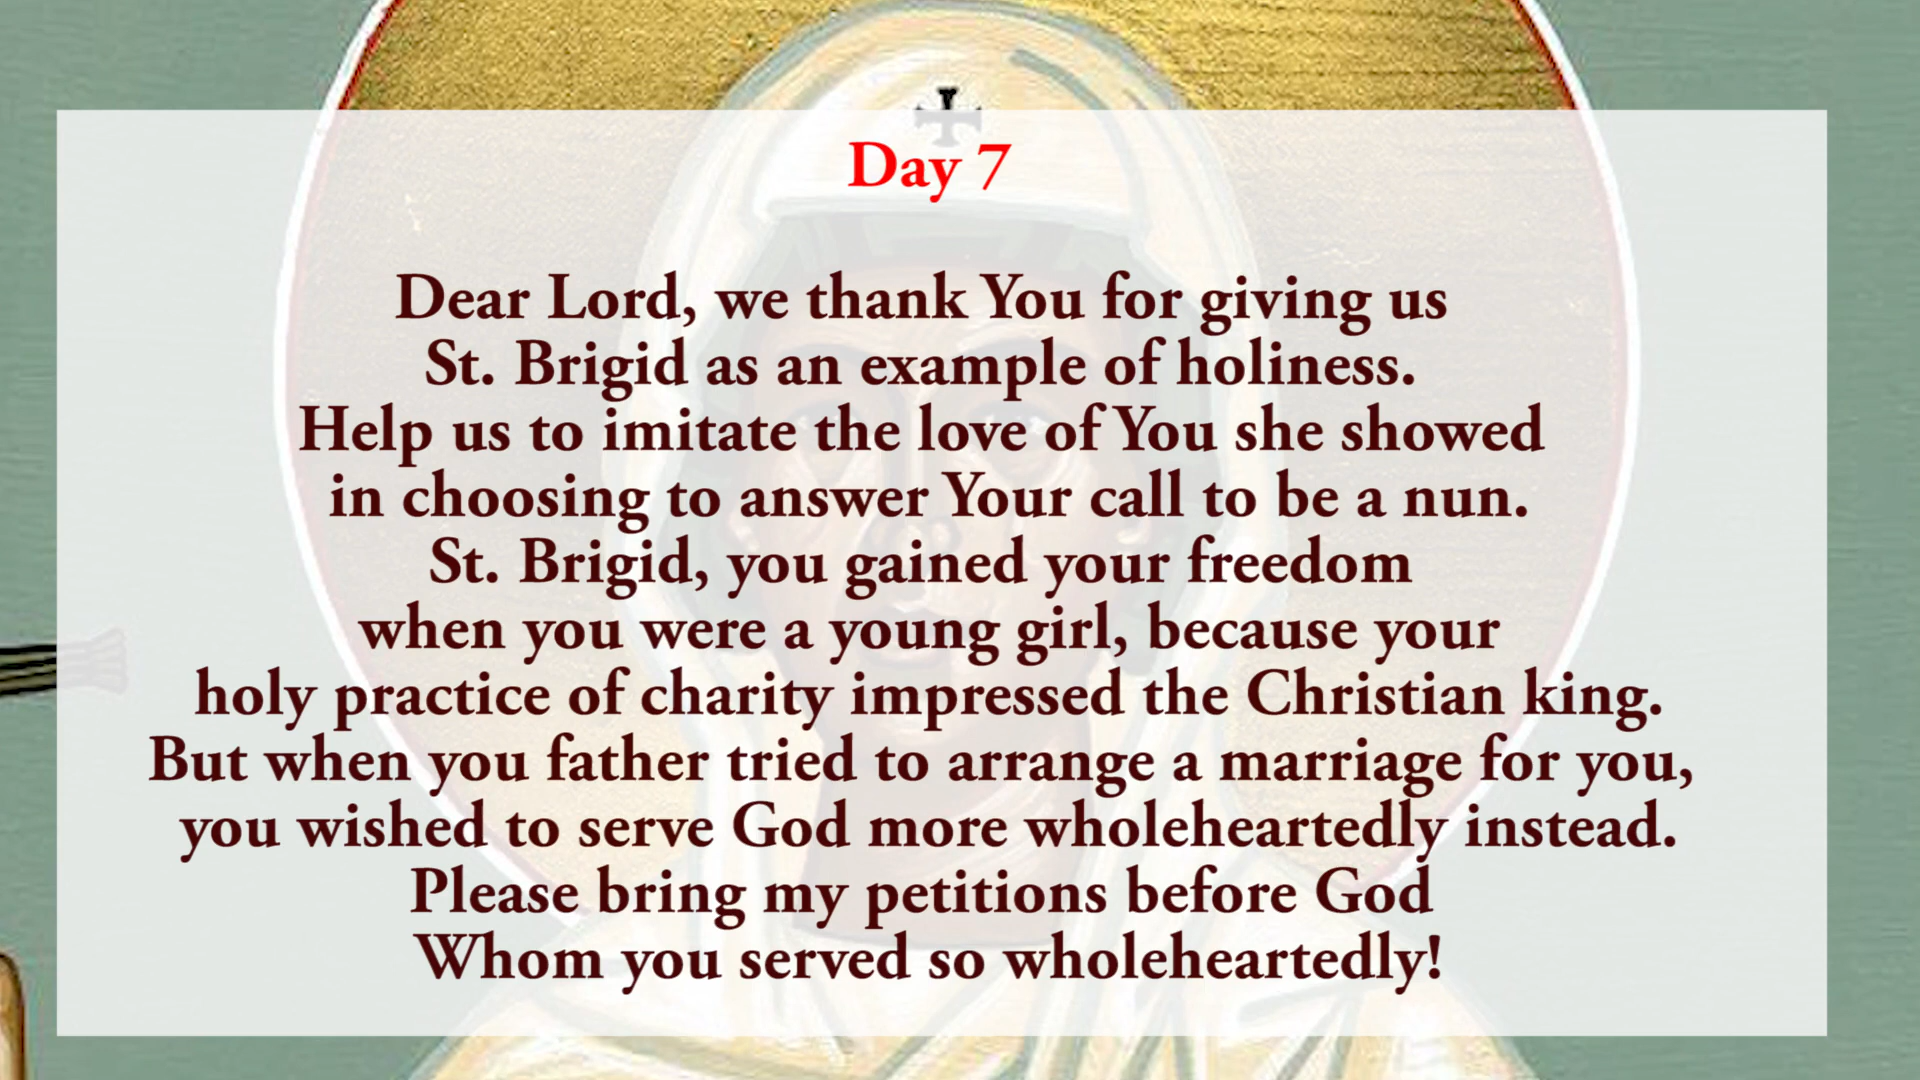 Day 7
Dear Lord, we thank You for giving us
St. Brigid as an example of holiness.
Help us to imitate the love of You she showed
in choosing to answer Your call to be a nun.
St. Brigid, you gained your freedom
when you were a young girl, because your
holy practice of charity impressed the Christian king.
But when you father tried to arrange a marriage for you,
you wished to serve God more wholeheartedly instead.
Please bring my petitions before God
Whom you served so wholeheartedly!